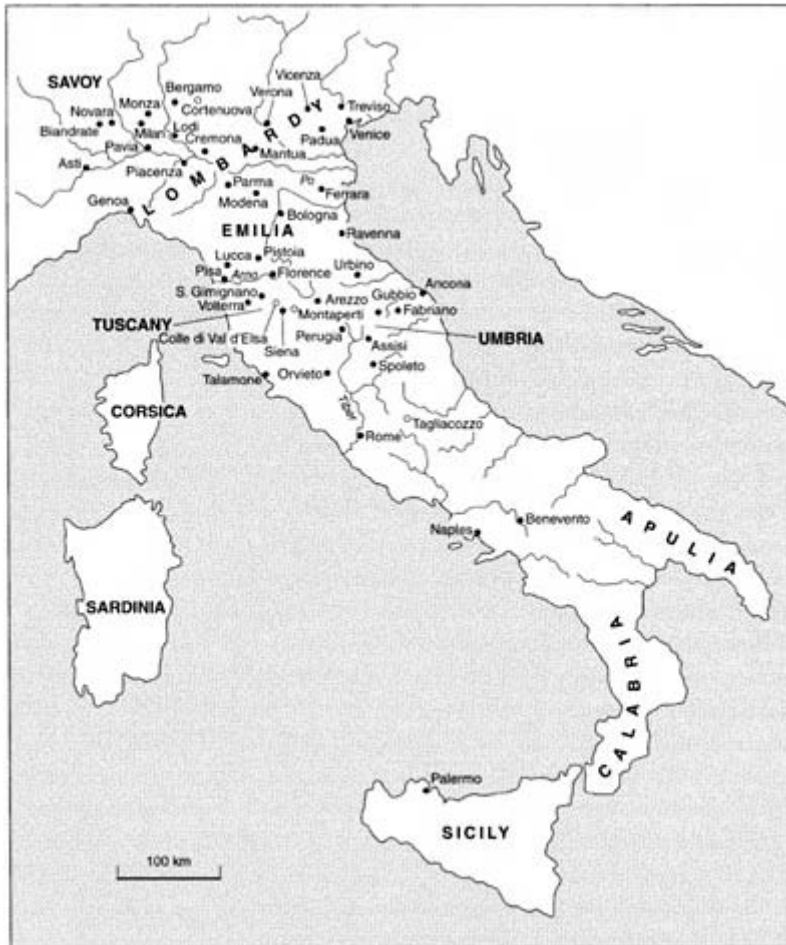 SAVOY
Bergamo
Vicenza
Verona
Monza
Cortenuova
Treviso
Novara
Biandrate
Milan
Lodi
Venice
Cremona
Padua
Pavia
Mantua
Asti
Piacenza
LOMBARDY
Parma
Po
Ferrara
Modena
Genoa
Bologna
EMILIA
Ravenna
Lucca
Pistoia
Pisa
Arno
Florence
Urbino
Ancona
S. Gimignano
Arezzo
Gubbio
Volterra
Montaperti
Fabriano
TUSCANY
Colle di Val d'Elsa
Perugia
UMBRIA
Siena
Assisi
Talamone
Orvieto
Spoleto
CORSICA
Tiber
Tagliacozzo
Rome
Benevento
Naples
APULIA
SARDINIA
CALABRIA
Palermo
SICILY
100 km